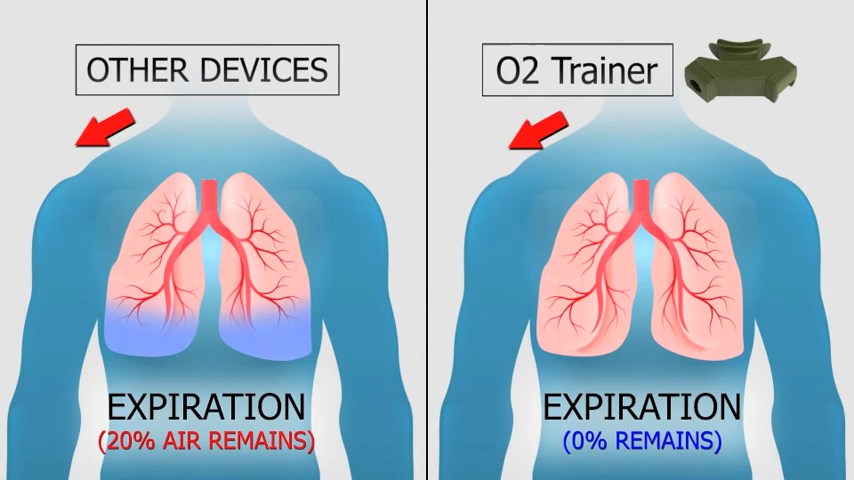 OTHER DEVICES
EXPIRATION
(20% AIR REMAINS)
O2 Trainer
EXPIRATION
(0% REMAINS)